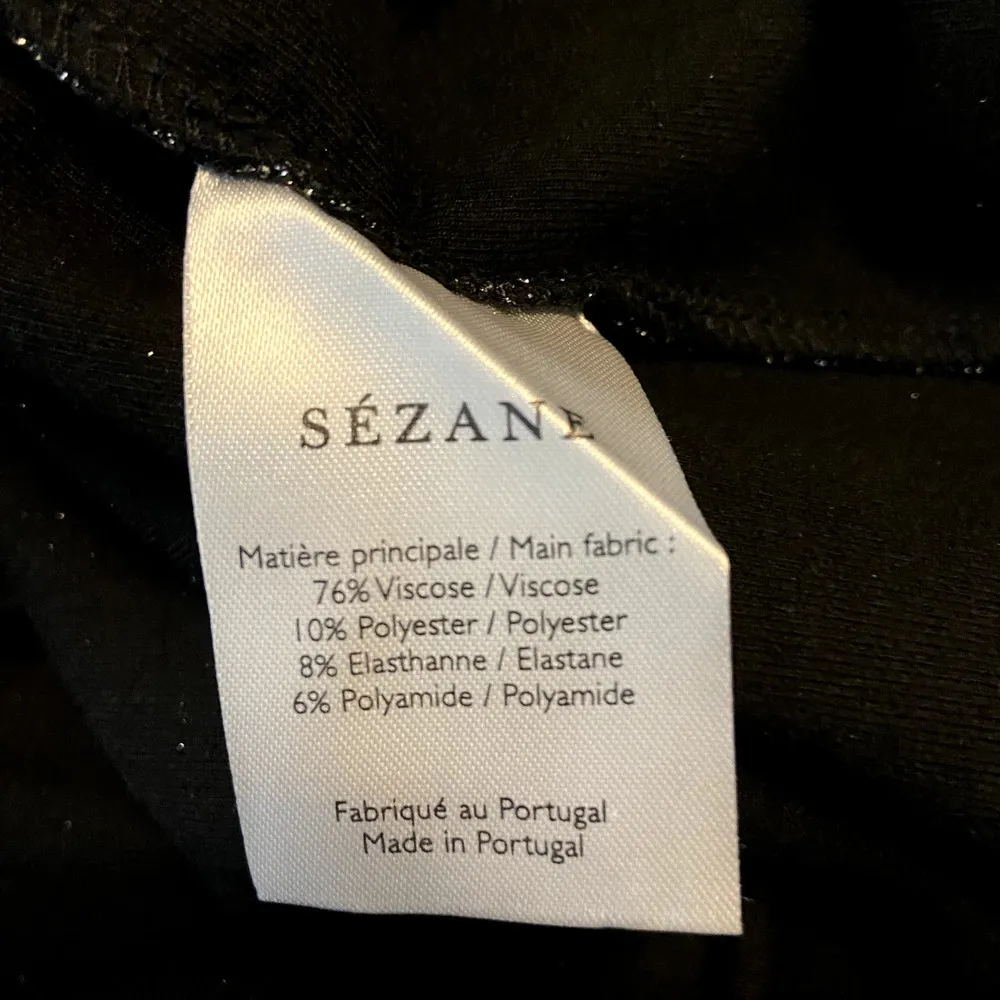 SÉZANE
Matière principale / Main fabric :
76% Viscose / Viscose
10% Polyester / Polyester
8% Elasthanne / Elastane
6% Polyamide / Polyamide
Fabriqué au Portugal
Made in Portugal